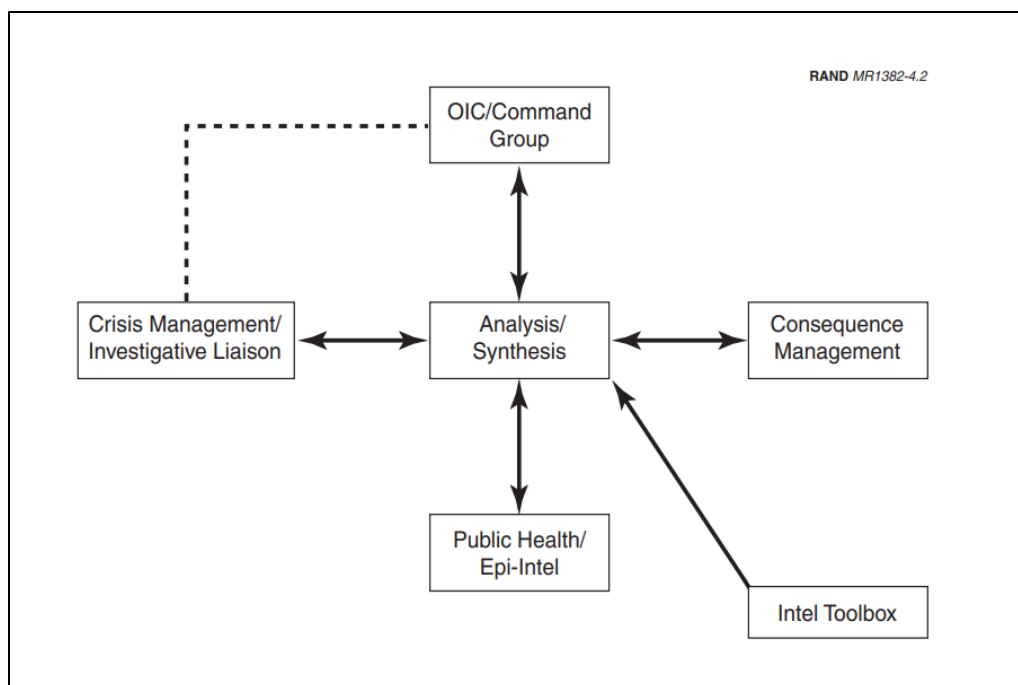 RAND MR1382-4.2
OIC/Command
Group
Crisis Management/
Investigative Liaison
Analysis/
Synthesis
Consequence
Management
Public Health/
Epi-Intel
Intel Toolbox